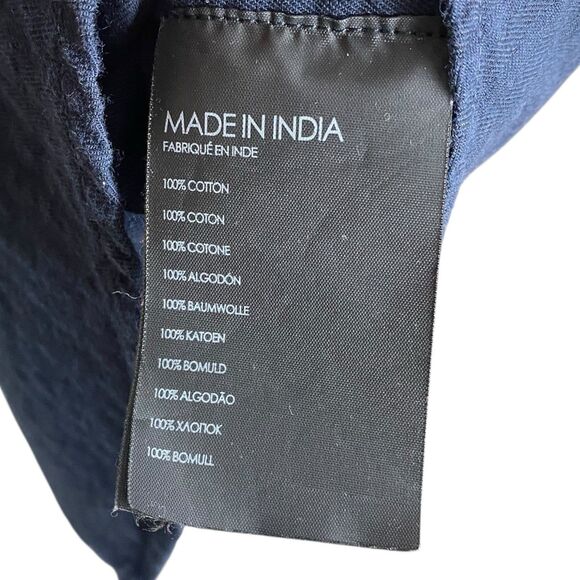 MADE IN INDIA
FABRIQUÉ EN INDE
100% COTTON
100% COTON
100% COTONE
100% ALGODÓN
100% BAUMWOLLE
100% KATOEN
100% BOMULD
100% ALGODÃO
100% ХЛОПОК
100% BOMULL